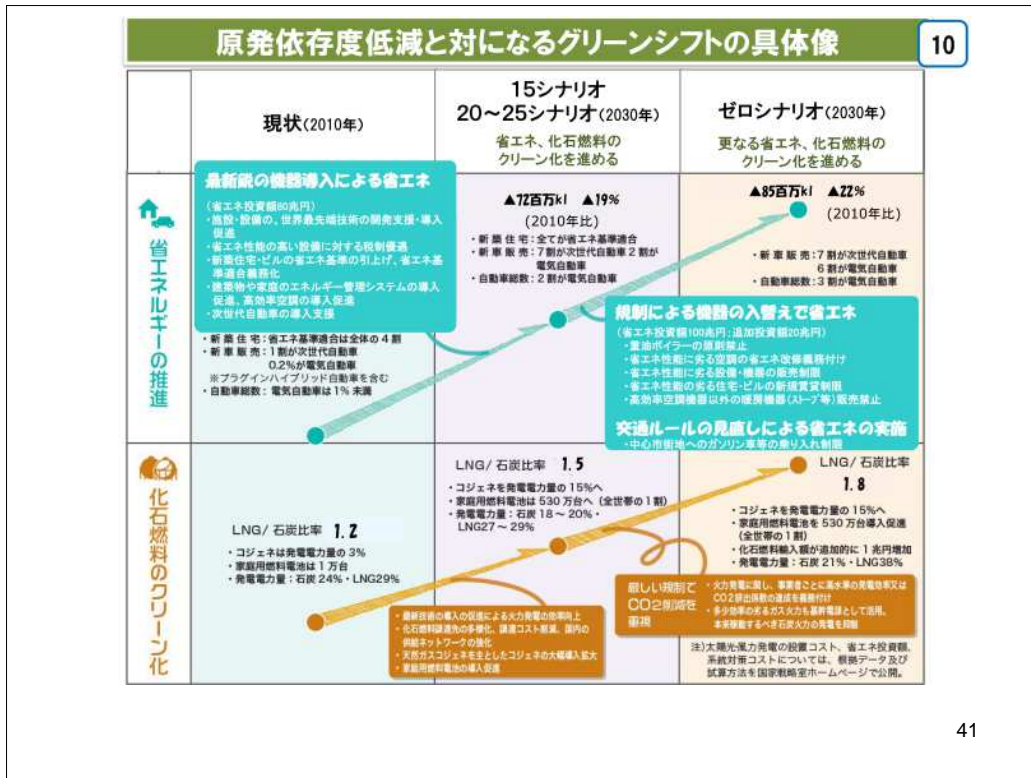 原発依存度低減と対になるグリーンシフトの具体像
10
現状(2010年)
15シナリオ
20～25シナリオ(2030年)
省エネ、化石燃料の
クリーン化を進める
ゼロシナリオ(2030年)
更なる省エネ、化石燃料の
クリーン化を進める
省エネルギーの推進
最新鋭の機器導入による省エネ
(省エネ投資額80兆円)
・施設・設備の、世界最先端技術の開発支援・導入
促進
・省エネ性能の高い設備に対する税制優遇
・新築住宅・ビルの省エネ基準の引上げ、省エネ基
準適合義務化
・建築物や家庭のエネルギー管理システムの導入
促進、高効率空調の導入促進
・次世代自動車の導入支援
・新築住宅：省エネ基準適合は全体の4割
・新車販売：1割が次世代自動車
0.2%が電気自動車
※プラグインハイブリッド自動車を含む
・自動車総数：電気自動車は1%未満
▲72百万kl ▲19%
(2010年比)
・新築住宅：全てが省エネ基準適合
・新車販売：7割が次世代自動車2割が
電気自動車
・自動車総数：2割が電気自動車
▲85百万kl ▲22%
(2010年比)
・新車販売：7割が次世代自動車
6割が電気自動車
・自動車総数：3割が電気自動車
規制による機器の入替えで省エネ
(省エネ投資額100兆円：追加投資額20兆円)
・重油ボイラーの原則禁止
・省エネ性能に劣る空調の省エネ改修義務付け
・省エネ性能に劣る設備・機器の販売制限
・省エネ性能の劣る住宅・ビルの新規賃貸制限
・高効率空調機器以外の暖房機器(ストーブ等)販売禁止
交通ルールの見直しによる省エネの実施
・中心市街地へのガソリン車等の乗り入れ制限
化石燃料のクリーン化
LNG/石炭比率 1.2
・コジェネは発電電力量の3%
・家庭用燃料電池は1万台
・発電電力量：石炭24%・LNG29%
LNG/石炭比率 1.5
・コジェネを発電電力量の15%へ
・家庭用燃料電池は530万台へ(全世帯の1割)
・発電電力量：石炭18～20%・
LNG27～29%
LNG/石炭比率
1.8
・コジェネを発電電力量の15%へ
・家庭用燃料電池を530万台導入促進
(全世帯の1割)
・化石燃料輸入額が追加的に1兆円増加
・発電電力量：石炭21%・LNG38%
・最新技術の導入の促進による火力発電の効率向上
・化石燃料調達先の多様化、調達コスト削減、国内の
供給ネットワークの強化
・天然ガスコジェネを主としたコジェネの大幅導入拡大
・家庭用燃料電池の導入促進
厳しい規制で
CO2削減を
重視
・火力発電に関し、事業者ごとに高水準の発電効率又は
CO2排出係数の達成を義務付け
・多少効率の劣るガス火力も基幹電源として活用。
本来稼動するべき石炭火力の発電を抑制
注)太陽光・風力発電の設置コスト、省エネ投資額、
系統対策コストについては、根拠データ及び
試算方法を国家戦略室ホームページで公開。
41